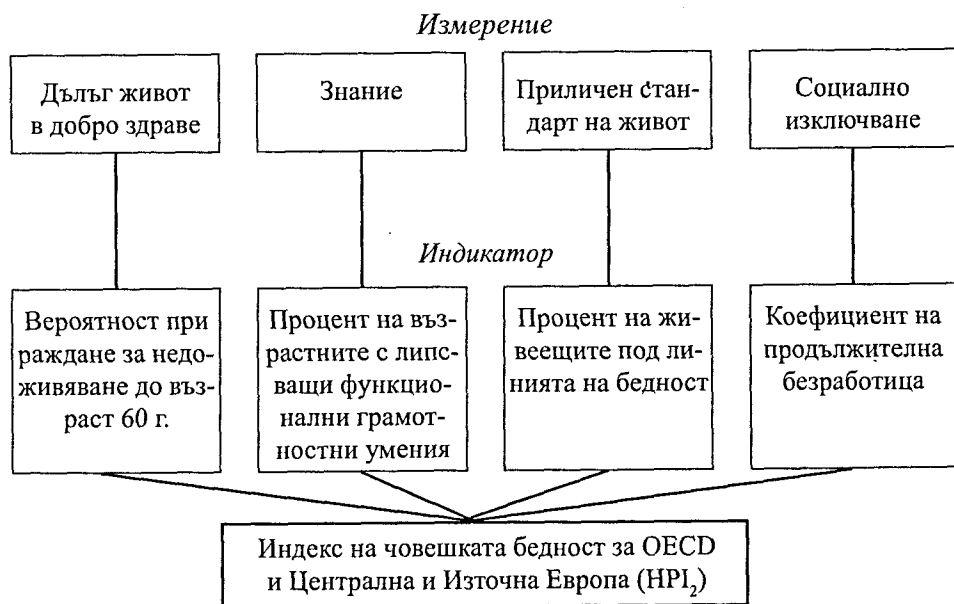 Измерение
Дълъг живот
в добро здраве
Знание
Приличен стан-
дарт на живот
Социално
изключване
Индикатор
Вероятност при
раждане за недо-
живяване до въз-
раст 60 г.
Процент на въз-
растните с липс-
ващи функцио-
нални грамот-
ностни умения
Процент на жи-
веещите под ли-
нията на бедност
Коефициент на
продължителна
безработица
Индекс на човешката бедност за OECD
и Централна и Източна Европа (HPI₂)